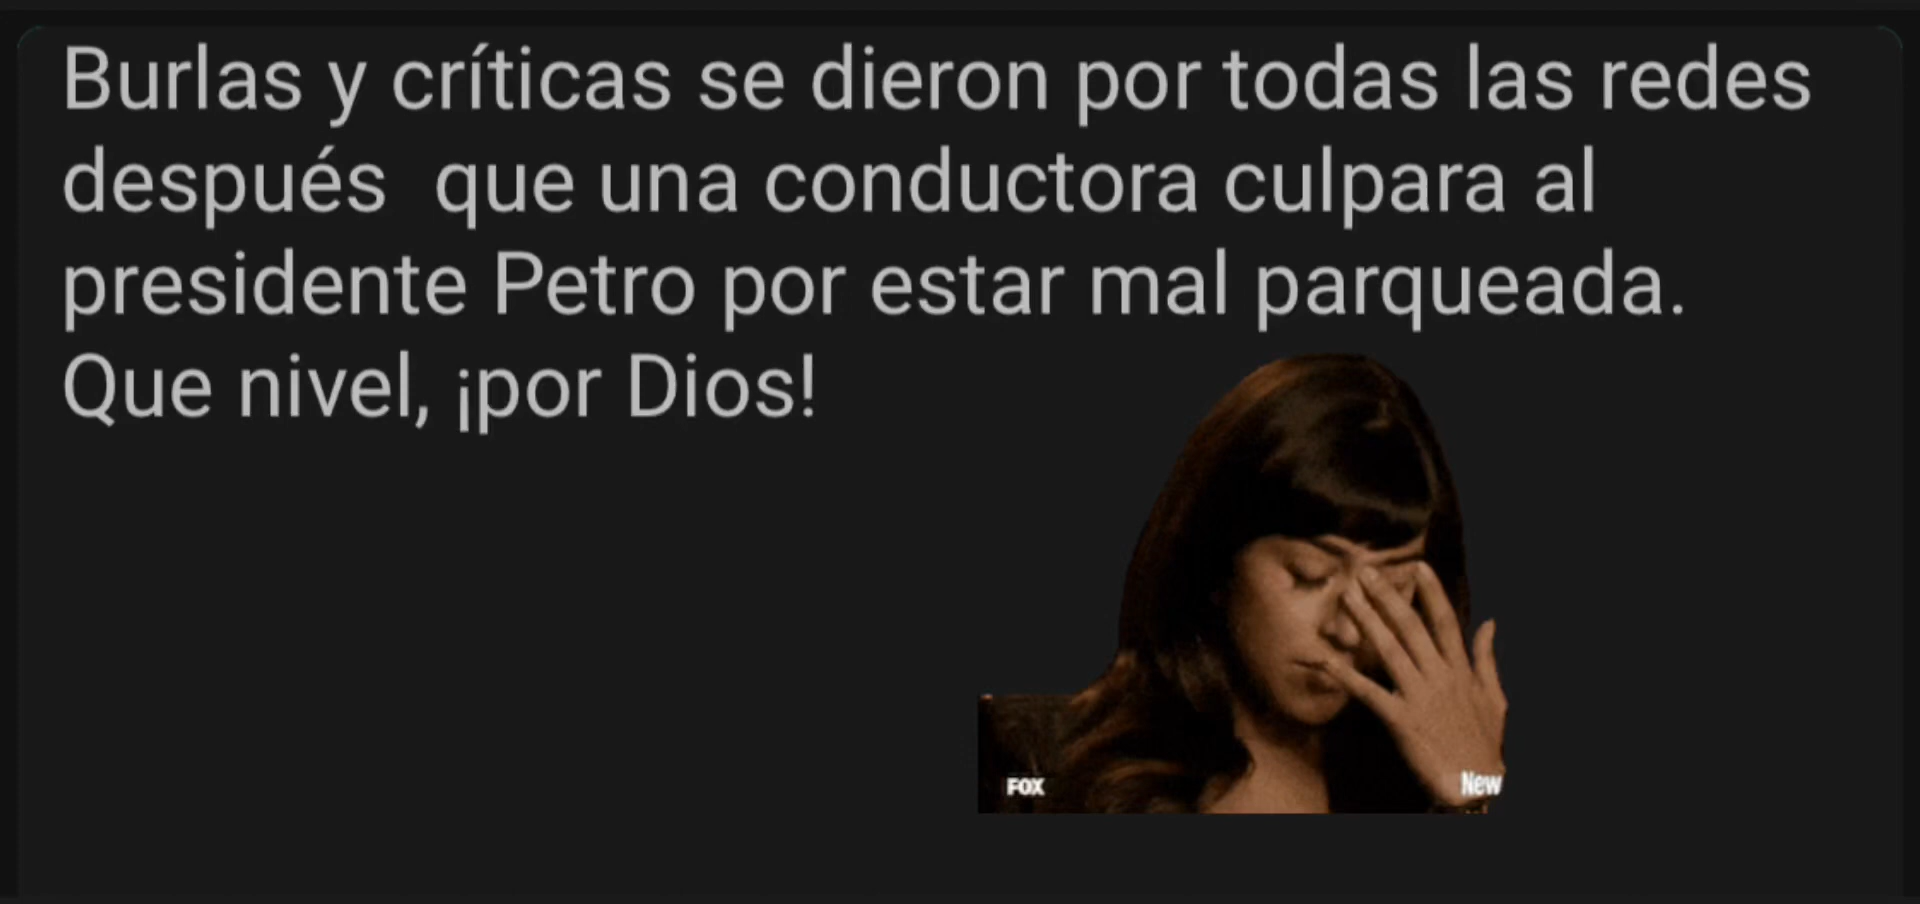 Burlas y críticas se dieron por todas las redes
después  que una conductora culpara al
presidente Petro por estar mal parqueada.
Que nivel, ¡por Dios!
FOX
New